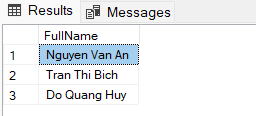 Results Messages
FullName
1 Nguyen Van An
2 Tran Thi Bich
3 Do Quang Huy